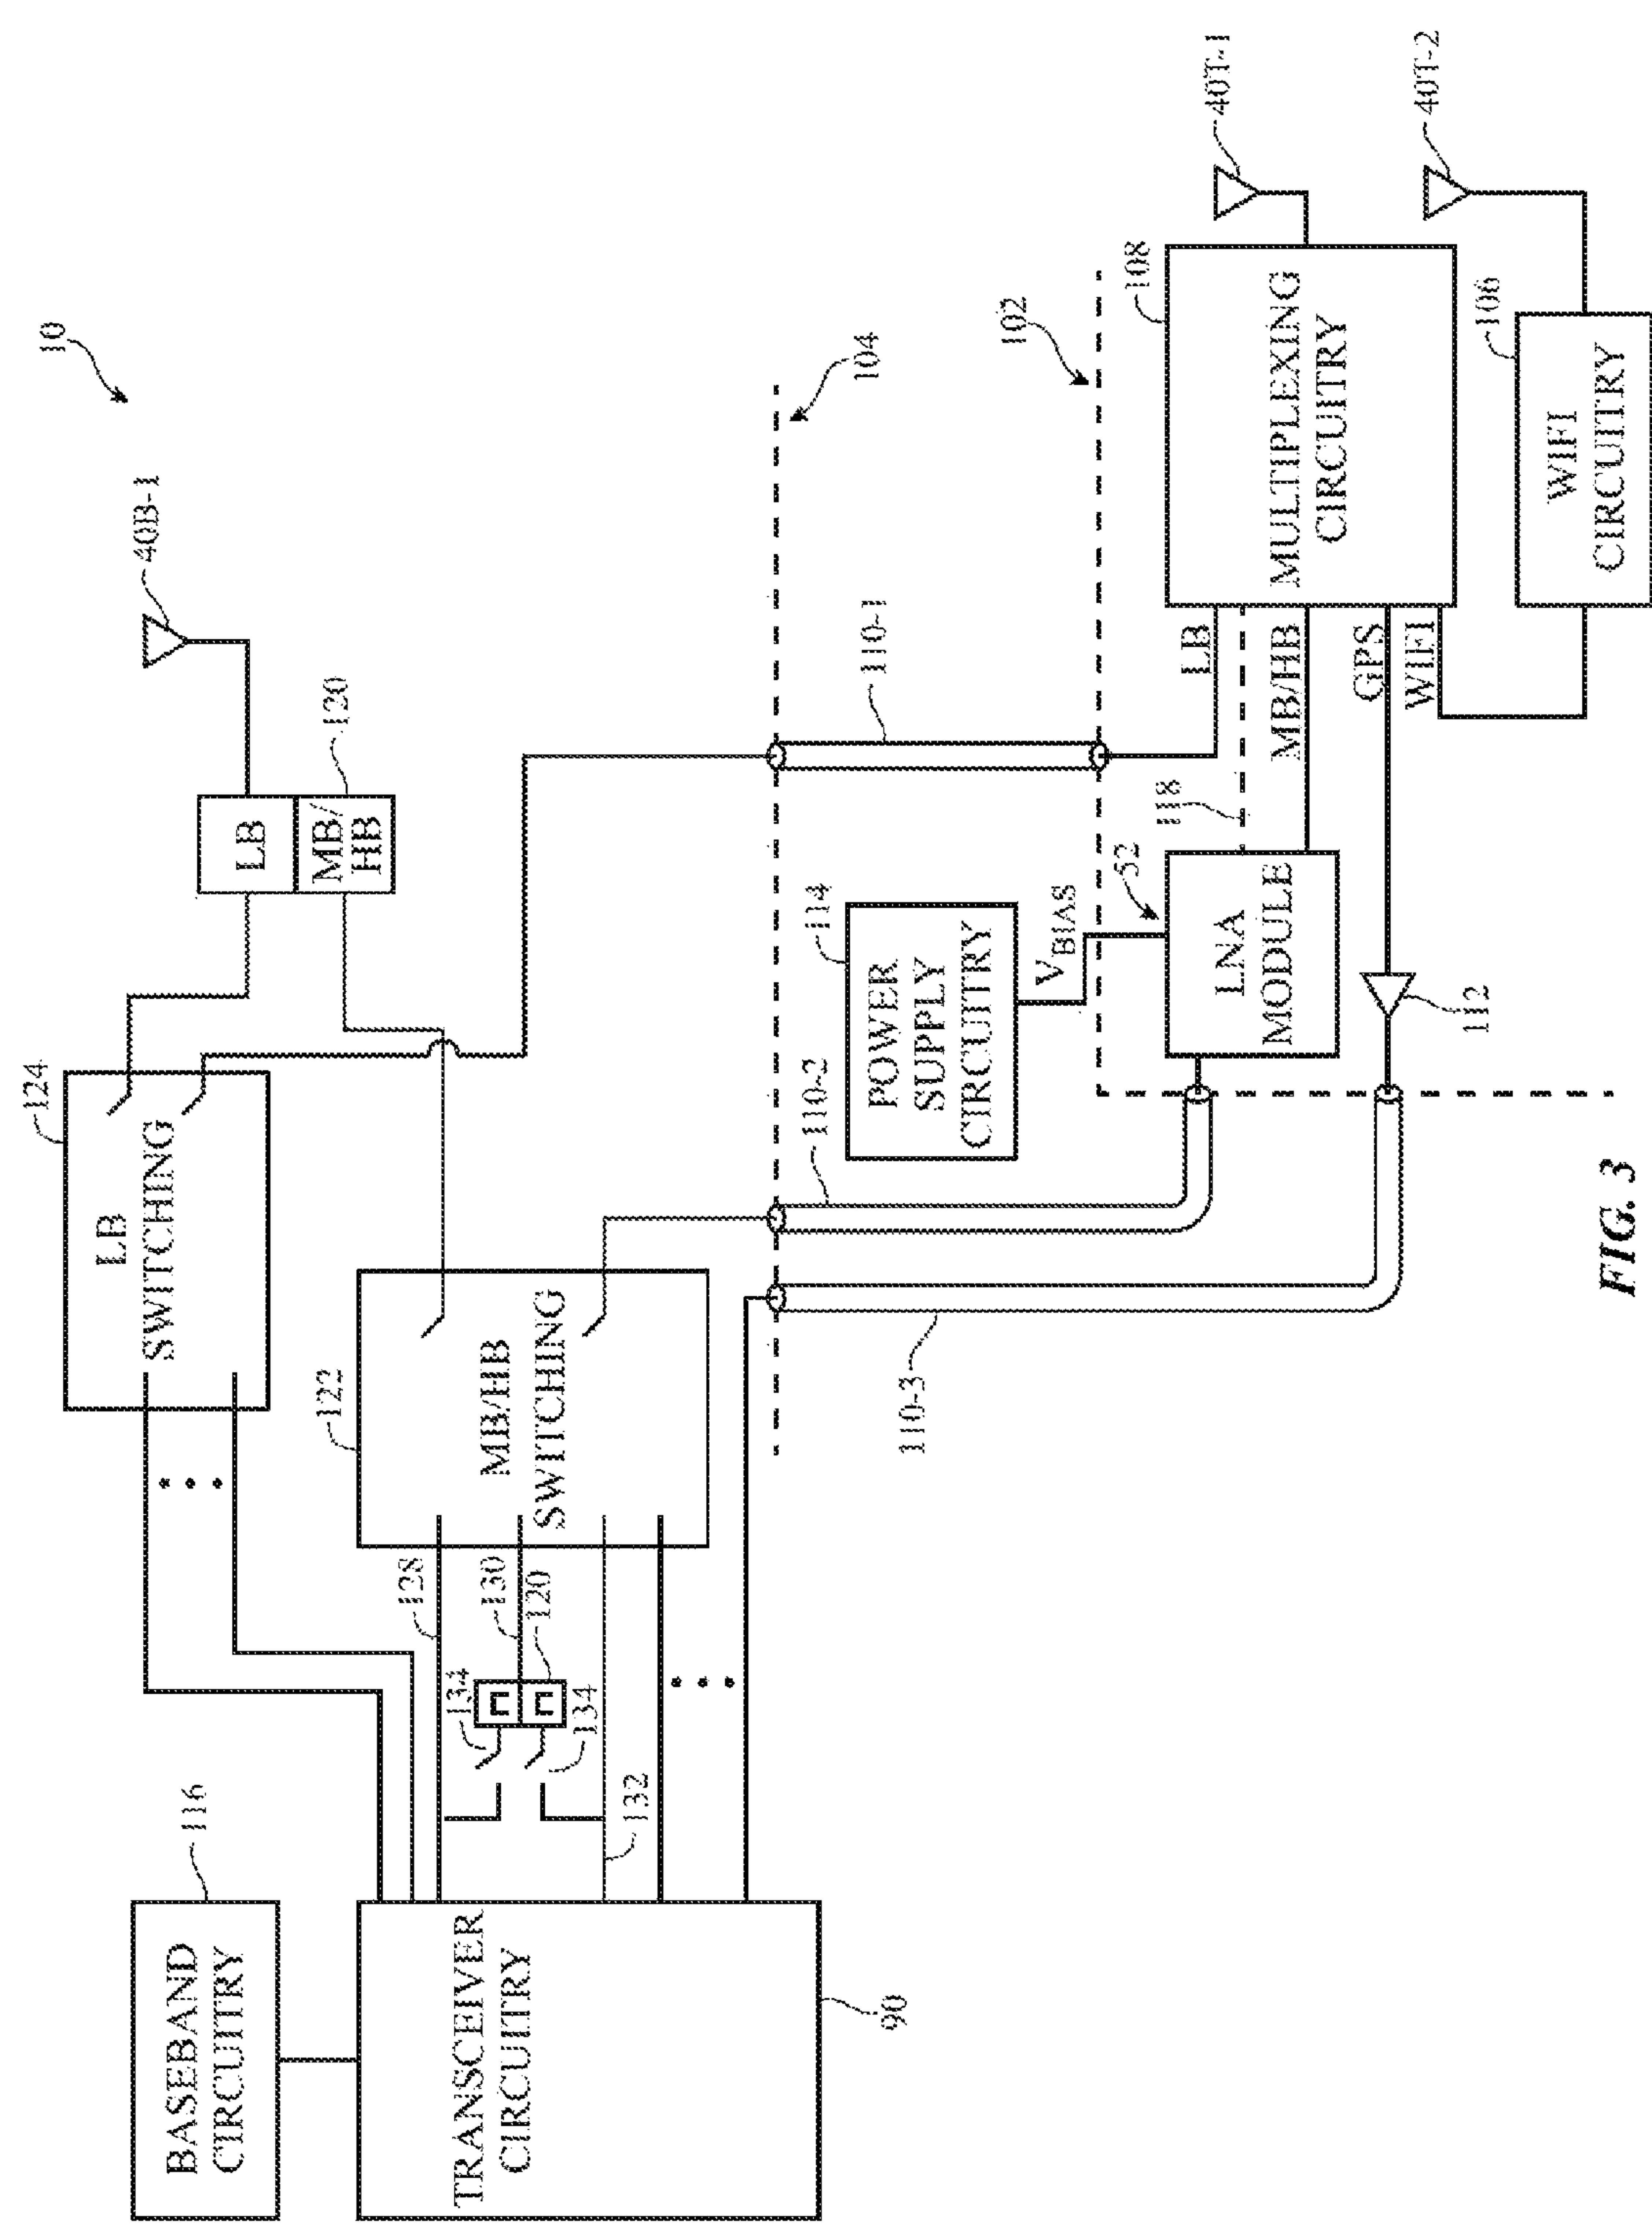 10
124
LB
SWITCHING
40B-1
LB
MB/
HB
120
116
BASEBAND
CIRCUITRY
TRANSCEIVER
CIRCUITRY
90
128
134
130
120
134
132
122
MB/HB
SWITCHING
104
110-1
110-2
110-3
102
114
POWER
SUPPLY
CIRCUITRY
VBIAS
52
LNA
MODULE
118
112
LB
MB/HB
GPS
WIFI
108
MULTIPLEXING
CIRCUITRY
40T-1
40T-2
106
WIFI
CIRCUITRY
FIG. 3